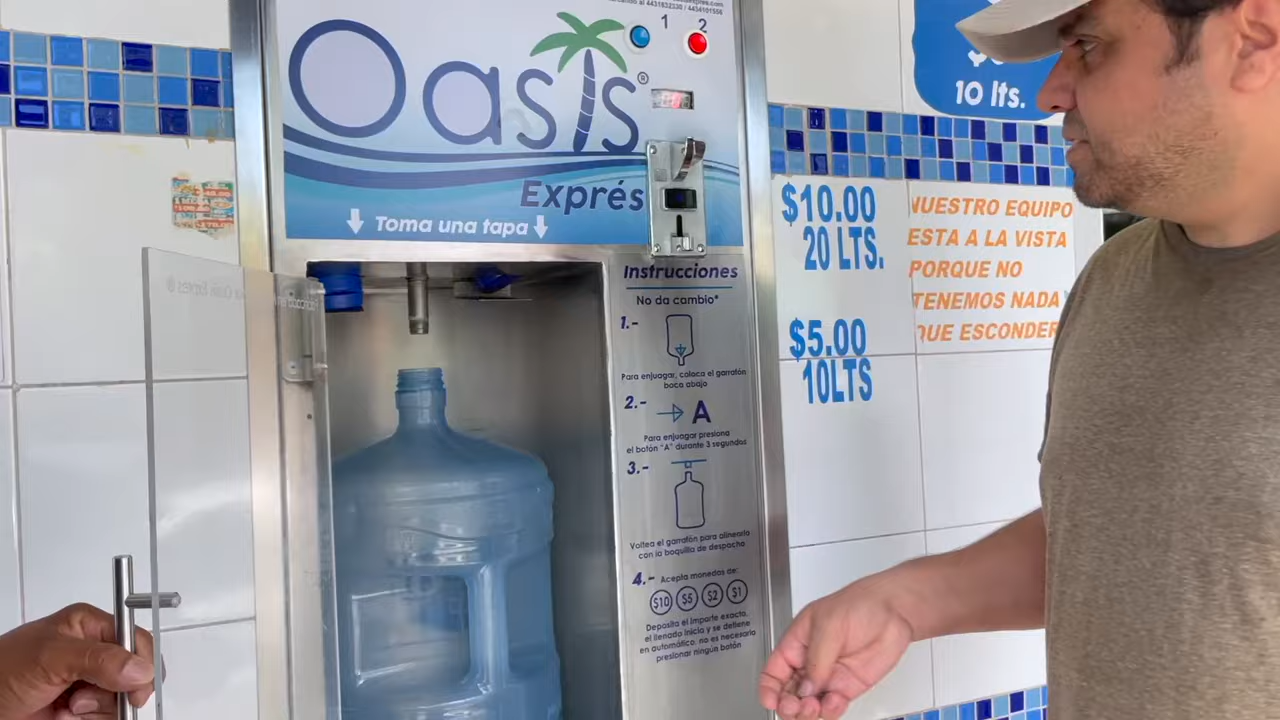 4431832330 / 4434101556
1 2
Oasis®
Exprés
Toma una tapa
10 lts.
$10.00
20 LTS.
$5.00
10LTS
NUESTRO EQUIPO
ESTA A LA VISTA
PORQUE NO
TENEMOS NADA
QUE ESCONDER
Instrucciones
No da cambio*
1.-
Para enjuagar, coloca el garrafón
boca abajo
2.- A
Para enjuagar presiona
el botón "A" durante 3 segundos
3.-
Voltea el garrafón para alinearlo
con la boquilla de despacho
4.- Acepta monedas de:
$10 $5 $2 $1
Deposita el importe exacto,
el llenado inicia y se detiene
en automático, no es necesario
presionar ningún botón